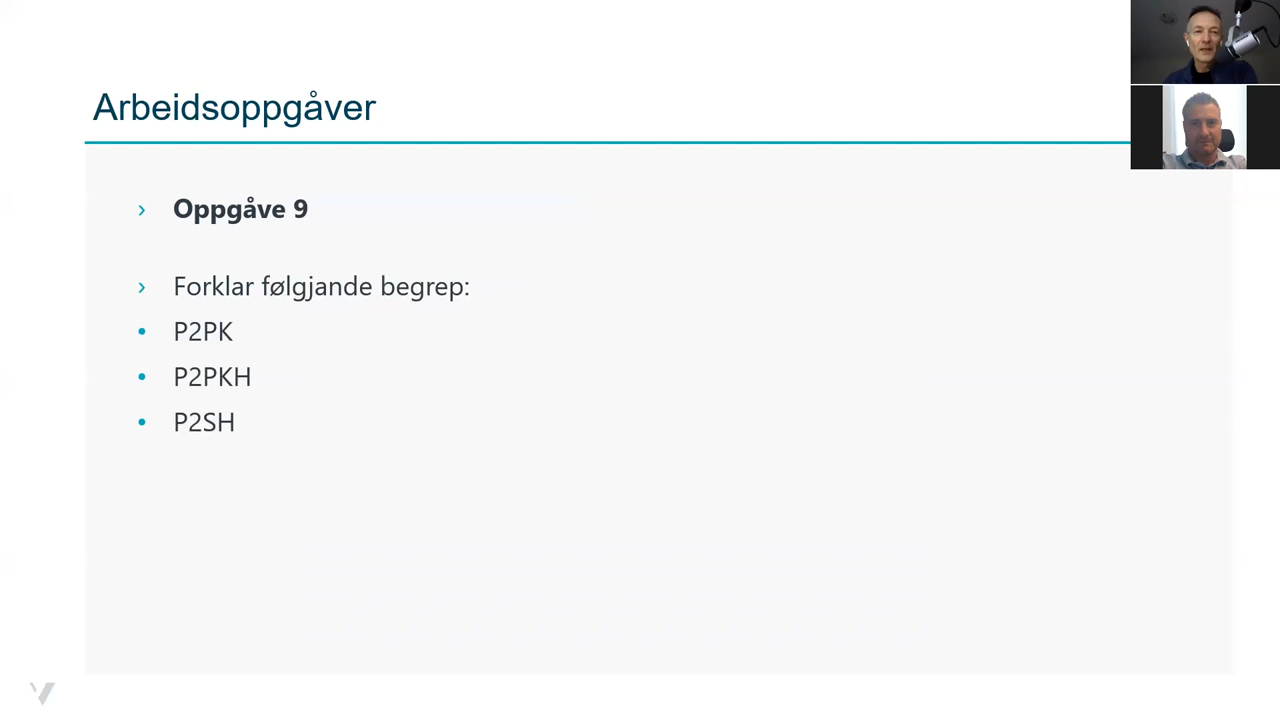 Arbeidsoppgåver
Oppgåve 9
Forklar følgjande begrep:
P2PK
P2PKH
P2SH